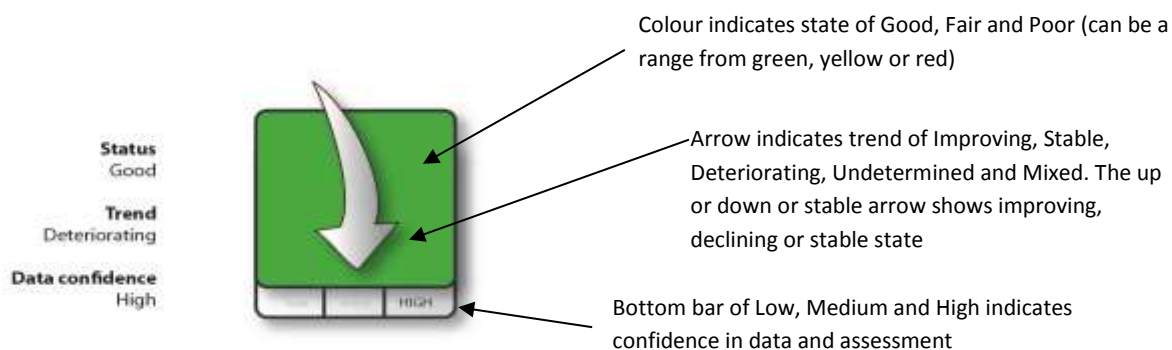 Colour indicates state of Good, Fair and Poor (can be a
range from green, yellow or red)
Status
Good
Trend
Deteriorating
Data confidence
High
Arrow indicates trend of Improving, Stable,
Deteriorating, Undetermined and Mixed. The up
or down or stable arrow shows improving,
declining or stable state
HIGH
Bottom bar of Low, Medium and High indicates
confidence in data and assessment